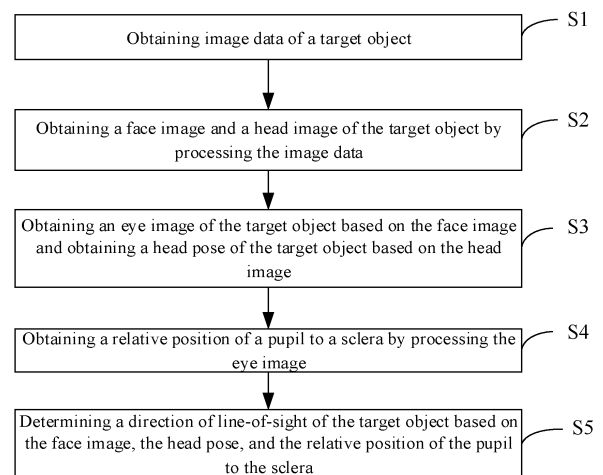 Obtaining image data of a target object
S1
Obtaining a face image and a head image of the target object by
processing the image data
S2
Obtaining an eye image of the target object based on the face image
and obtaining a head pose of the target object based on the head
image
S3
Obtaining a relative position of a pupil to a sclera by processing the
eye image
S4
Determining a direction of line-of-sight of the target object based on
the face image, the head pose, and the relative position of the pupil
to the sclera
S5